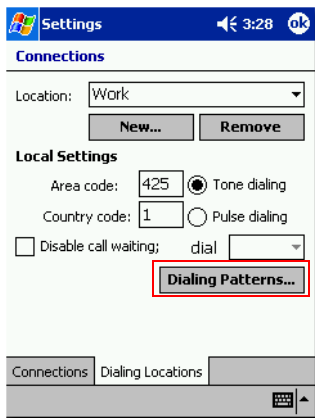 Settings 3:28 ok
Connections
Location: Work
New... Remove
Local Settings
Area code: 425 Tone dialing
Country code: 1 Pulse dialing
Disable call waiting; dial
Dialing Patterns...
Connections Dialing Locations